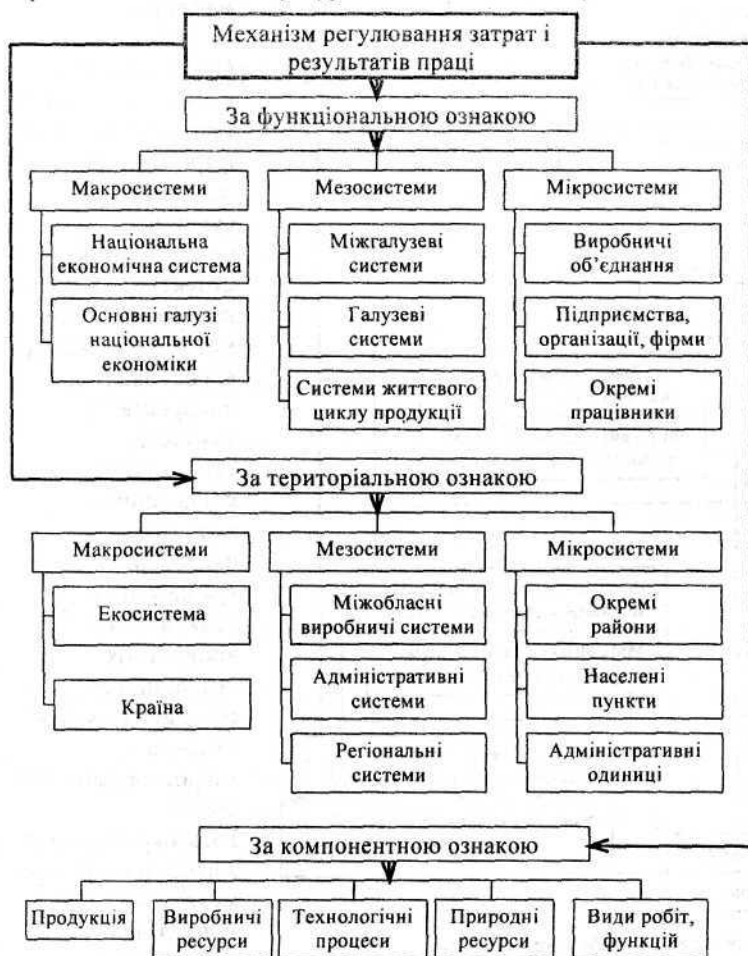 Механізм регулювання затрат і
результатів праці
За функціональною ознакою
Макросистеми
Національна
економічна система
Основні галузі
національної
економіки
Мезосистеми
Міжгалузеві
системи
Галузеві
системи
Системи життєвого
циклу продукції
Мікросистеми
Виробничі
об’єднання
Підприємства,
організації, фірми
Окремі
працівники
За територіальною ознакою
Макросистеми
Екосистема
Країна
Мезосистеми
Міжобласні
виробничі системи
Адміністративні
системи
Регіональні
системи
Мікросистеми
Окремі
райони
Населені
пункти
Адміністративні
одиниці
За компонентною ознакою
Продукція
Виробничі
ресурси
Технологічні
процеси
Природні
ресурси
Види робіт,
функцій